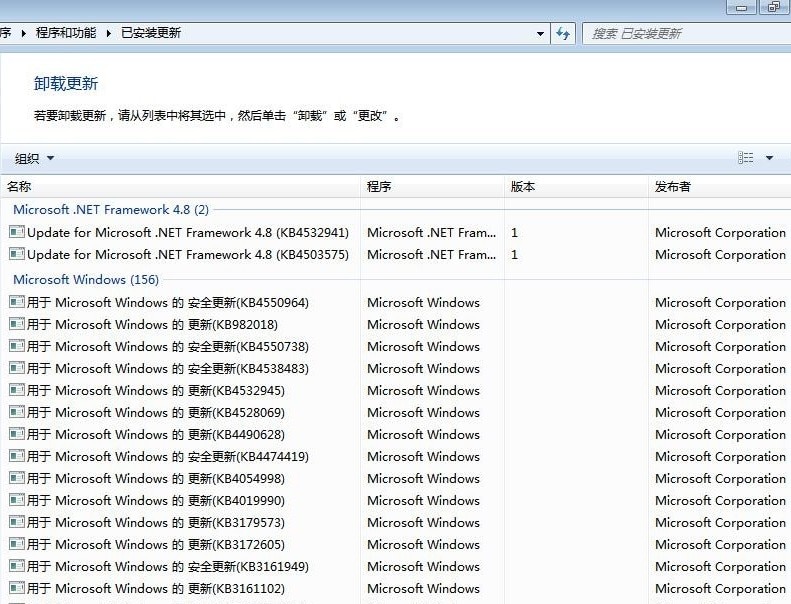 序 ▸ 程序和功能 ▸ 已安装更新 搜索 已安装更新
卸载更新
若要卸载更新，请从列表中将其选中，然后单击“卸载”或“更改”。
组织
名称 程序 版本 发布者
Microsoft .NET Framework 4.8 (2)
Update for Microsoft .NET Framework 4.8 (KB4532941) Microsoft .NET Fram... 1 Microsoft Corporation
Update for Microsoft .NET Framework 4.8 (KB4503575) Microsoft .NET Fram... 1 Microsoft Corporation
Microsoft Windows (156)
用于 Microsoft Windows 的 安全更新(KB4550964) Microsoft Windows Microsoft Corporation
用于 Microsoft Windows 的 更新(KB982018) Microsoft Windows Microsoft Corporation
用于 Microsoft Windows 的 安全更新(KB4550738) Microsoft Windows Microsoft Corporation
用于 Microsoft Windows 的 安全更新(KB4538483) Microsoft Windows Microsoft Corporation
用于 Microsoft Windows 的 更新(KB4532945) Microsoft Windows Microsoft Corporation
用于 Microsoft Windows 的 更新(KB4528069) Microsoft Windows Microsoft Corporation
用于 Microsoft Windows 的 更新(KB4490628) Microsoft Windows Microsoft Corporation
用于 Microsoft Windows 的 安全更新(KB4474419) Microsoft Windows Microsoft Corporation
用于 Microsoft Windows 的 更新(KB4054998) Microsoft Windows Microsoft Corporation
用于 Microsoft Windows 的 更新(KB4019990) Microsoft Windows Microsoft Corporation
用于 Microsoft Windows 的 更新(KB3179573) Microsoft Windows Microsoft Corporation
用于 Microsoft Windows 的 更新(KB3172605) Microsoft Windows Microsoft Corporation
用于 Microsoft Windows 的 安全更新(KB3161949) Microsoft Windows Microsoft Corporation
用于 Microsoft Windows 的 更新(KB3161102) Microsoft Windows Microsoft Corporation